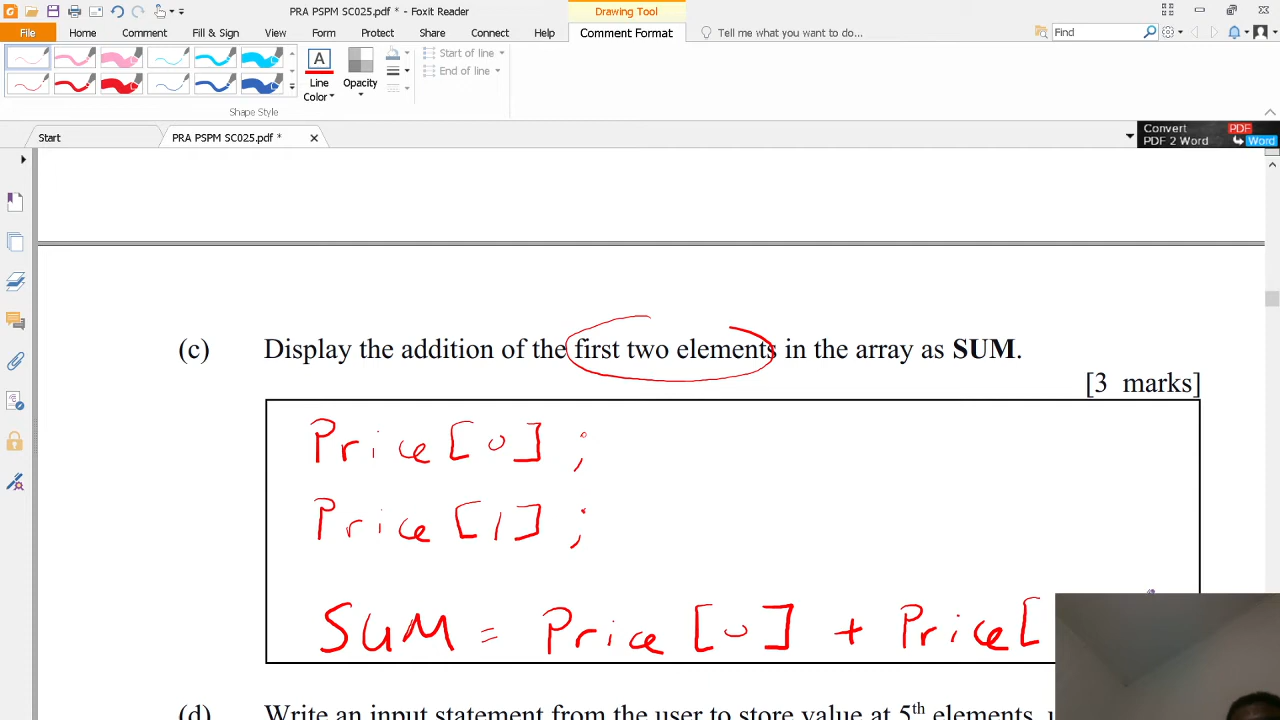 PRA PSPM SC025.pdf * - Foxit Reader
Drawing Tool
File Home Comment Fill & Sign View Form Protect Share Connect Help Comment Format Tell me what you want to do... Find
Line Color
Opacity
Start of line
End of line
Shape Style
Start
PRA PSPM SC025.pdf *
Convert PDF
PDF 2 Word Word
(c) Display the addition of the first two elements in the array as SUM.
[3 marks]
Price[0];
Price[1];
SUM = Price[0] + Price[
(d) Write an input statement from the user to store value at 5th elements,